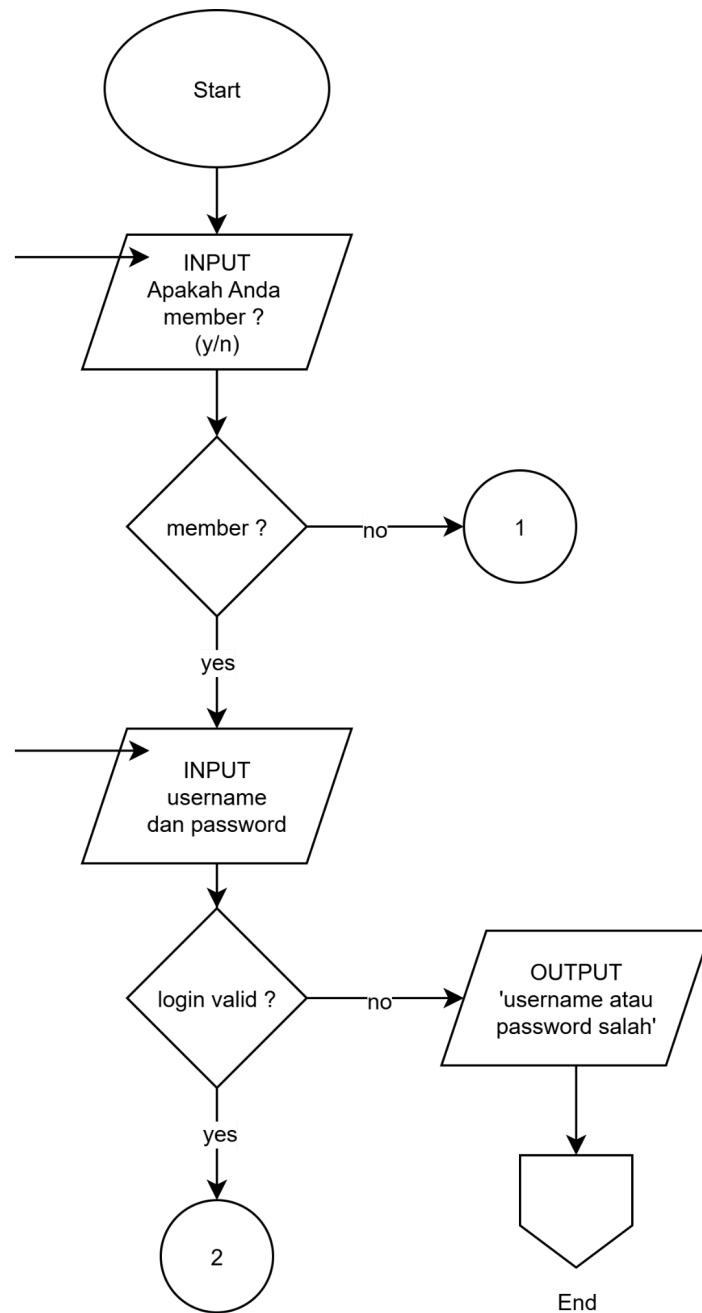 Start
INPUT
Apakah Anda
member ?
(y/n)
member ?
no
1
yes
INPUT
username
dan password
login valid ?
no
OUTPUT
'username atau
password salah'
yes
2
End